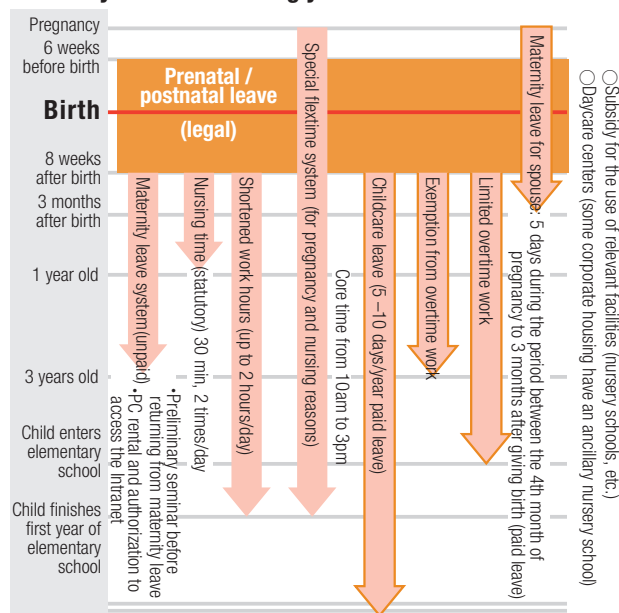 Pregnancy
6 weeks
before birth
Birth
8 weeks
after birth
3 months
after birth
1 year old
3 years old
Child enters
elementary
school
Child finishes
first year of
elementary
school
Prenatal /
postnatal leave
(legal)
Maternity leave system(unpaid)
•Preliminary seminar before
returning from maternity leave
•PC rental and authorization to
access the Intranet
Nursing time (statutory) 30 min, 2 times/day
Shortened work hours (up to 2 hours/day)
Special flextime system (for pregnancy and nursing reasons)
Core time from 10am to 3pm
Childcare leave (5 –10 days/year paid leave)
Exemption from overtime work
Limited overtime work
Maternity leave for spouse: 5 days during the period between the 4th month of
pregnancy to 3 months after giving birth (paid leave)
○Subsidy for the use of relevant facilities (nursery schools, etc.)
○Daycare centers (some corporate housing have an ancillary nursery school)